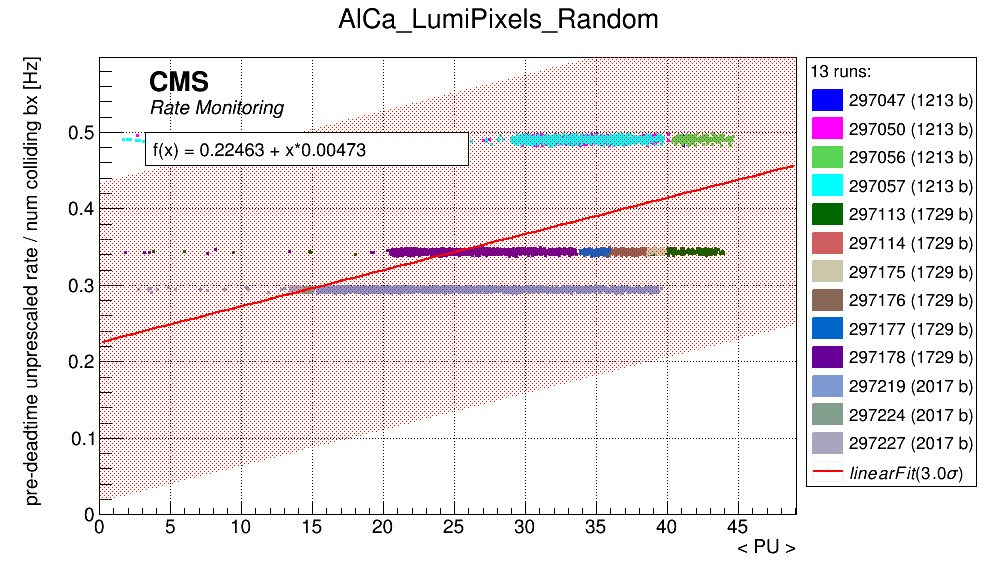 AlCa_LumiPixels_Random
pre-deadtime unprescaled rate / num colliding bx [Hz]
CMS
Rate Monitoring
f(x) = 0.22463 + x*0.00473
0.5
0.4
0.3
0.2
0.1
0
0 5 10 15 20 25 30 35 40 45
< PU >
13 runs:
297047 (1213 b)
297050 (1213 b)
297056 (1213 b)
297057 (1213 b)
297113 (1729 b)
297114 (1729 b)
297175 (1729 b)
297176 (1729 b)
297177 (1729 b)
297178 (1729 b)
297219 (2017 b)
297224 (2017 b)
297227 (2017 b)
linearFit(3.0σ)